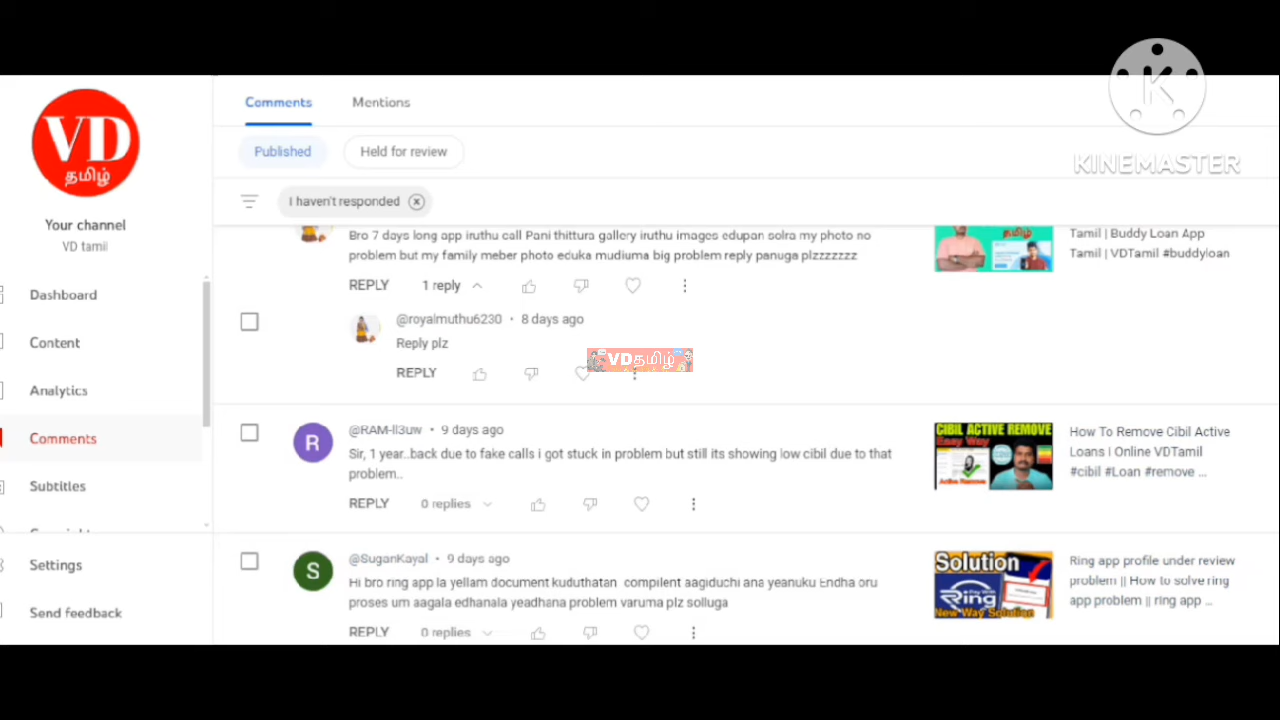 VD
தமிழ்
Your channel
VD tamil
Dashboard
Content
Analytics
Comments
Subtitles
Settings
Send feedback
Comments
Mentions
Published
Held for review
I haven't responded
KINEMASTER
Bro 7 days long app iruthu call Pani thittura gallery iruthu images edupan solra my photo no
problem but my family meber photo eduka mudiuma big problem reply panuga plzzzzzzz
REPLY 1 reply
தமிழ்
Tamil | Buddy Loan App
Tamil | VDTamil #buddyloan
@royalmuthu6230 • 8 days ago
Reply plz
REPLY
VDதமிழ்
R
@RAM-ll3uw • 9 days ago
Sir, 1 year..back due to fake calls i got stuck in problem but still its showing low cibil due to that
problem..
REPLY 0 replies
CIBIL ACTIVE REMOVE
Easy Way
Active Remove
How To Remove Cibil Active
Loans I Online VDTamil
#cibil #Loan #remove ...
S
@SuganKayal • 9 days ago
Hi bro ring app la yellam document kuduthatan compilent aagiduchi ana yeanuku Endha oru
proses um aagala edhanala yeadhana problem varuma plz solluga
REPLY 0 replies
Solution
Ring
New Way Solution
Ring app profile under review
problem || How to solve ring
app problem || ring app ...